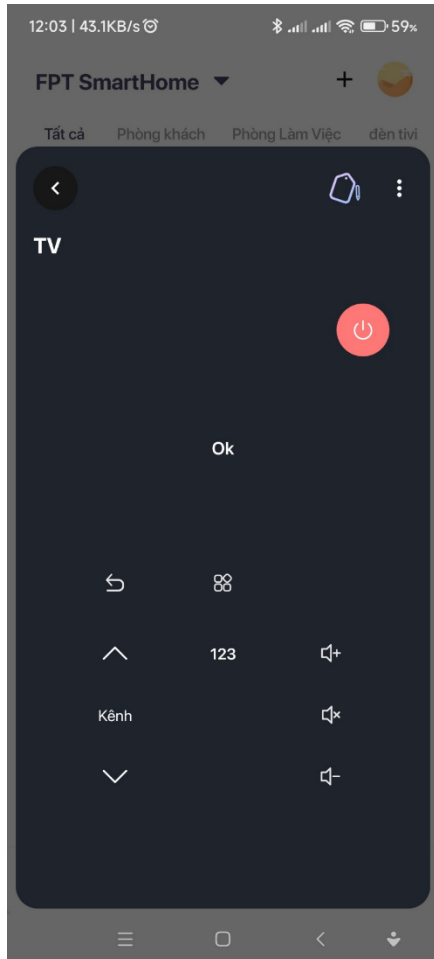 12:03 | 43.1KB/s 59%
FPT SmartHome
Tất cả Phòng khách Phòng Làm Việc đèn tivi
TV
Ok
123
Kênh